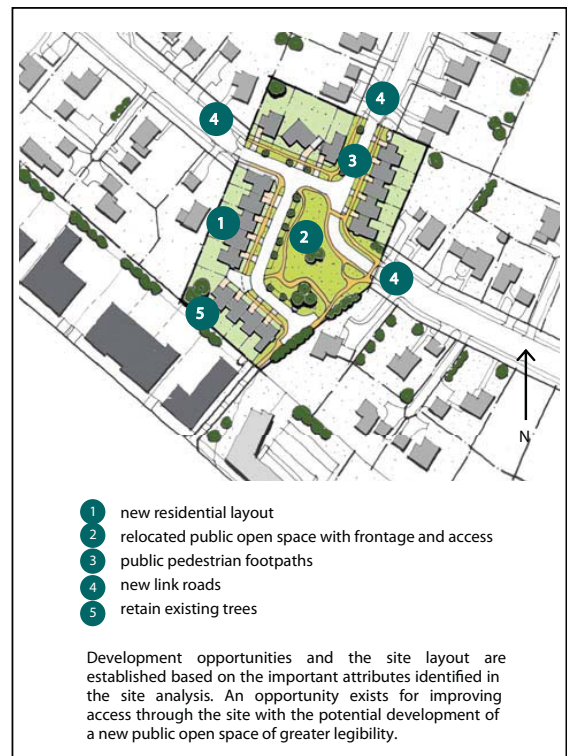 4
4
3
1
2
4
5
N
1 new residential layout
2 relocated public open space with frontage and access
3 public pedestrian footpaths
4 new link roads
5 retain existing trees
Development opportunities and the site layout are
established based on the important attributes identified in
the site analysis. An opportunity exists for improving
access through the site with the potential development of
a new public open space of greater legibility.